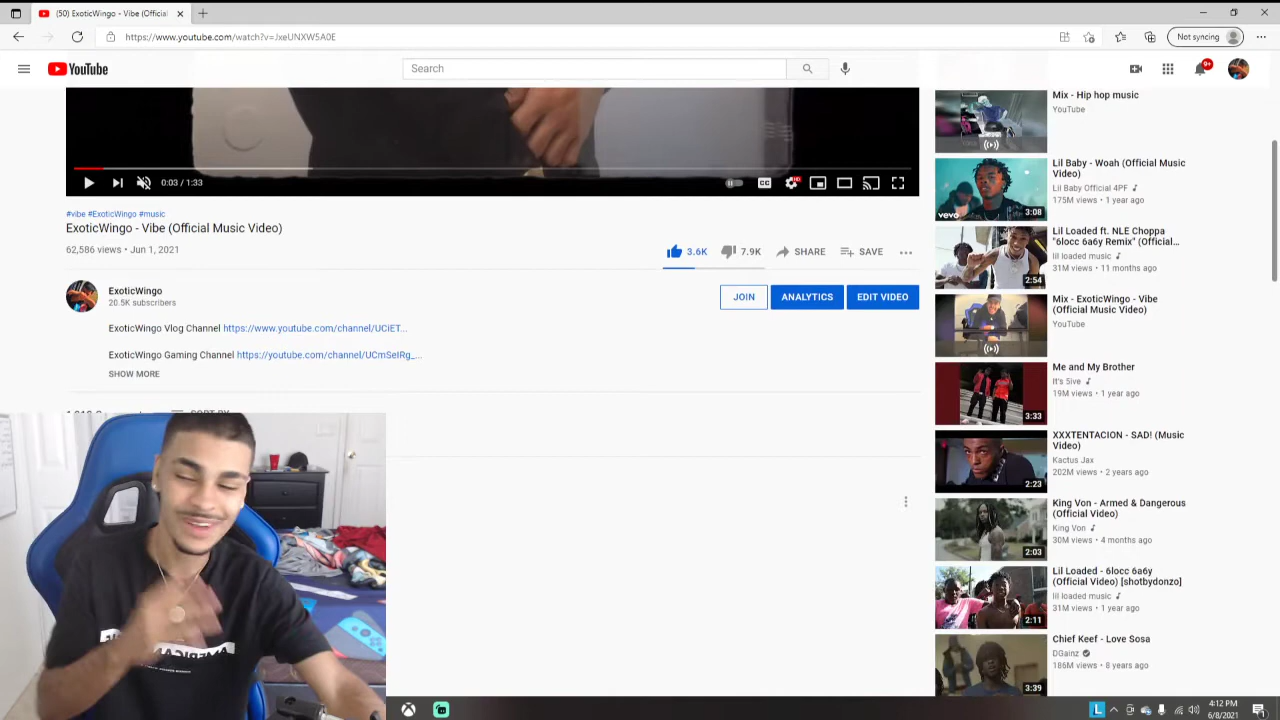 (50) ExoticWingo - Vibe (Official
https://www.youtube.com/watch?v=JxeUNXW5A0E
Not syncing
YouTube
Search
9+
0:03 / 1:33
CC
HD
#vibe #ExoticWingo #music
ExoticWingo - Vibe (Official Music Video)
62,586 views • Jun 1, 2021
3.6K
7.9K
SHARE
SAVE
ExoticWingo
20.5K subscribers
JOIN
ANALYTICS
EDIT VIDEO
ExoticWingo Vlog Channel https://www.youtube.com/channel/UCiET...
ExoticWingo Gaming Channel https://youtube.com/channel/UCmSeIRg_...
SHOW MORE
SORT BY
Mix - Hip hop music
YouTube
Lil Baby - Woah (Official Music
Video)
Lil Baby Official 4PF
175M views • 1 year ago
vevo
3:08
Lil Loaded ft. NLE Choppa
"6locc 6a6y Remix" (Official...
lil loaded music
31M views • 11 months ago
2:54
Mix - ExoticWingo - Vibe
(Official Music Video)
YouTube
Me and My Brother
It's 5ive
19M views • 1 year ago
3:33
XXXTENTACION - SAD! (Music
Video)
Kactus Jax
202M views • 2 years ago
2:23
King Von - Armed & Dangerous
(Official Video)
King Von
30M views • 4 months ago
2:03
Lil Loaded - 6locc 6a6y
(Official Video) [shotbydonzo]
lil loaded music
31M views • 1 year ago
2:11
Chief Keef - Love Sosa
DGainz
186M views • 8 years ago
3:39
L
4:12 PM
6/8/2021